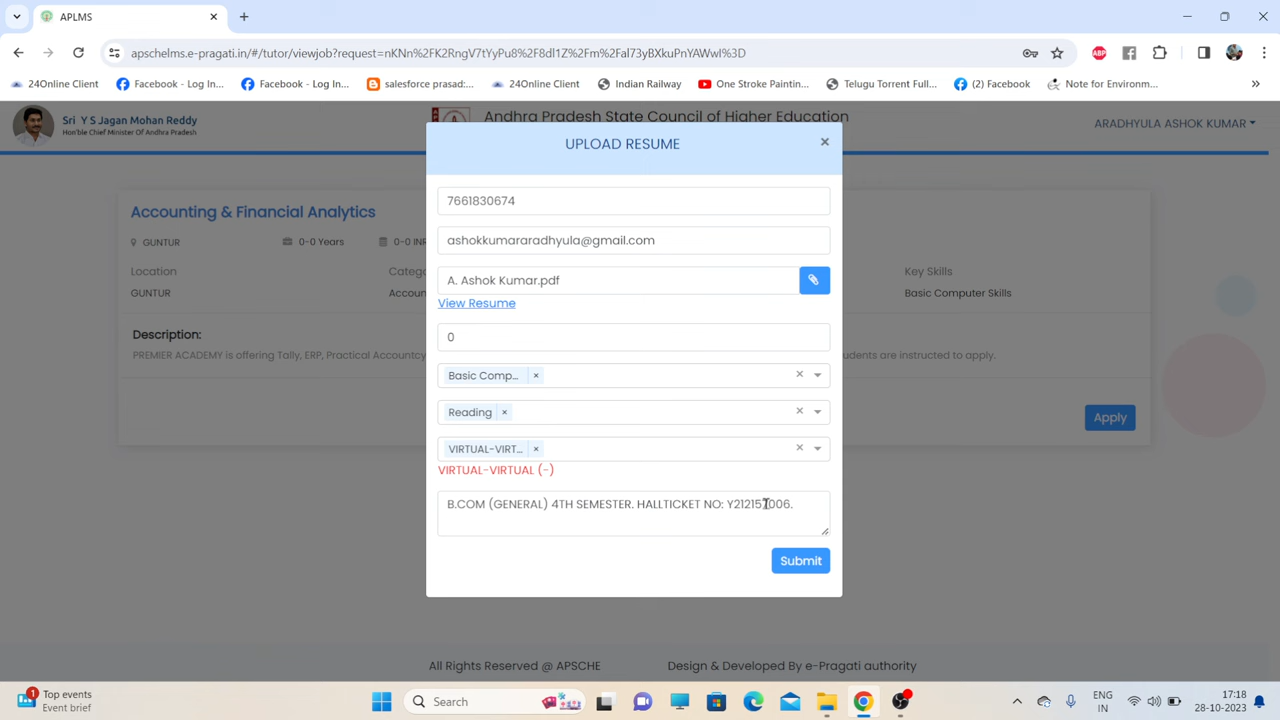 APLMS
apschelms.e-pragati.in/#/tutor/viewjob?request=nKNn%2FK2RngV7tYyPu8%2F8dl1Z%2Fm%2Fal73yBXkuPnYAWwI%3D
24Online Client
Facebook - Log In...
Facebook - Log In...
salesforce prasad:...
24Online Client
Indian Railway
One Stroke Painting...
Telugu Torrent Full...
(2) Facebook
Note for Environm...
Sri Y S Jagan Mohan Reddy
Hon'ble Chief Minister Of Andhra Pradesh
Andhra Pradesh State Council of Higher Education
ARADHYULA ASHOK KUMAR
UPLOAD RESUME
×
7661830674
ashokkumararadhyula@gmail.com
A. Ashok Kumar.pdf
View Resume
0
Basic Comp... ×
Reading ×
VIRTUAL-VIRT... ×
VIRTUAL-VIRTUAL (-)
B.COM (GENERAL) 4TH SEMESTER. HALLTICKET NO:
Submit
Accounting & Financial Analytics
GUNTUR
0-0 Years
0-0 INR
Location
GUNTUR
Key Skills
Basic Computer Skills
Description:
PREMIER ACADEMY is offering Tally, ERP, Practical Accountcy
students are instructed to apply.
Apply
All Rights Reserved @ APSCHE
Design & Developed By e-Pragati authority
1
Top events
Event brief
Search
ENG
IN
17:18
28-10-2023